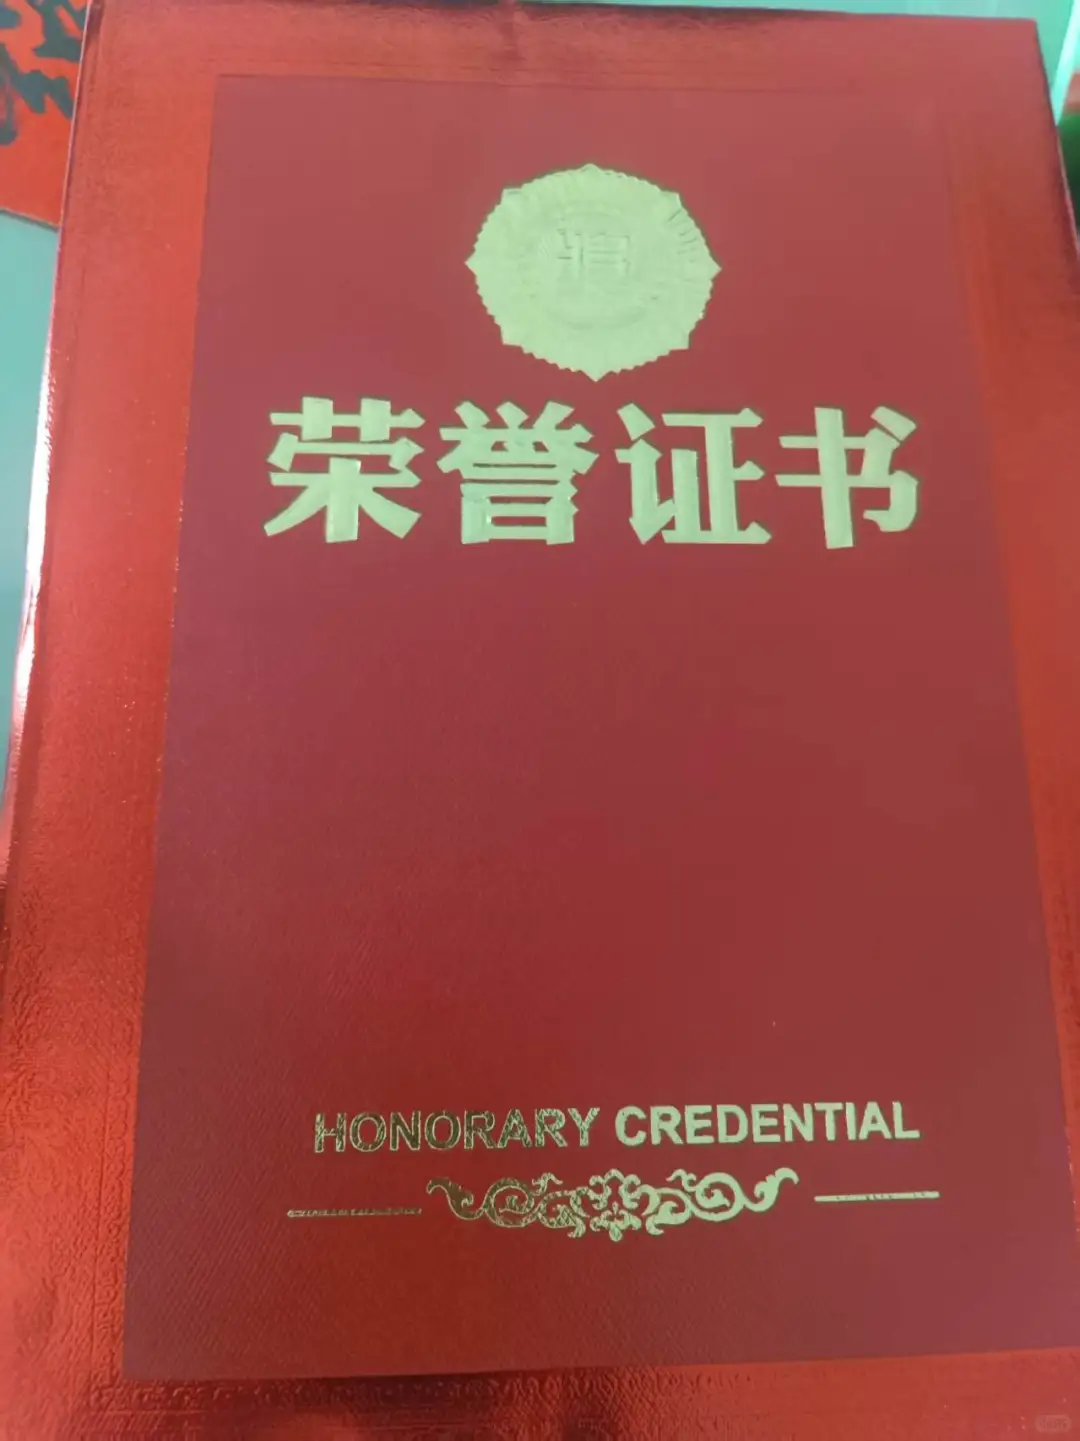 荣誉证书
HONORARY CREDENTIAL